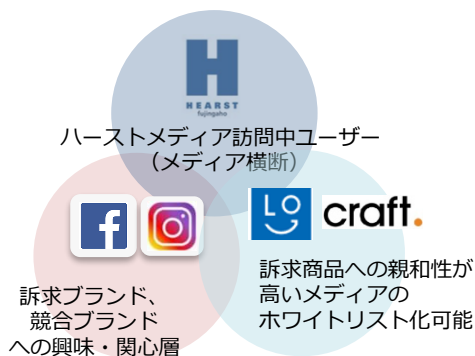 H
HEARST
fujingaho
ハーストメディア訪問中ユーザー
（メディア横断）
LO
craft.
訴求ブランド、
競合ブランド
への興味・関心層
訴求商品への親和性が
高いメディアの
ホワイトリスト化可能